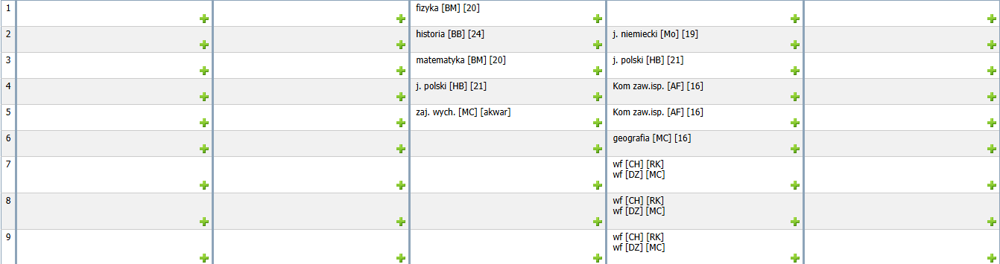 1 fizyka [BM] [20]
2 historia [BB] [24] j. niemiecki [Mo] [19]
3 matematyka [BM] [20] j. polski [HB] [21]
4 j. polski [HB] [21] Kom zaw.isp. [AF] [16]
5 zaj. wych. [MC] [akwar] Kom zaw.isp. [AF] [16]
6 geografia [MC] [16]
7 wf [CH] [RK]
wf [DZ] [MC]
8 wf [CH] [RK]
wf [DZ] [MC]
9 wf [CH] [RK]
wf [DZ] [MC]